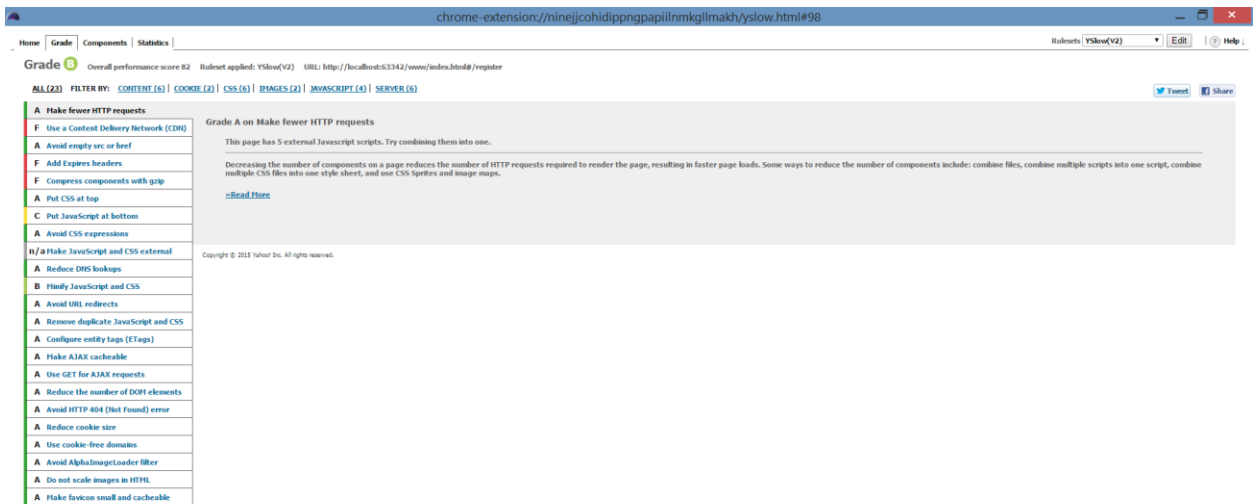 chrome-extension://ninejjcohidippngpapiilnmkgllmakh/yslow.html#98
Home Grade Components Statistics Rulesets YSlow(V2) Edit ? Help ↓
Grade B Overall performance score 82 Ruleset applied: YSlow(V2) URL: http://localhost:63342/www/index.html#/register
ALL (23) FILTER BY: CONTENT (6) | COOKIE (2) | CSS (6) | IMAGES (2) | JAVASCRIPT (4) | SERVER (6) Tweet Share
A Make fewer HTTP requests
F Use a Content Delivery Network (CDN)
A Avoid empty src or href
F Add Expires headers
F Compress components with gzip
A Put CSS at top
C Put JavaScript at bottom
A Avoid CSS expressions
n/a Make JavaScript and CSS external
A Reduce DNS lookups
B Minify JavaScript and CSS
A Avoid URL redirects
A Remove duplicate JavaScript and CSS
A Configure entity tags (ETags)
A Make AJAX cacheable
A Use GET for AJAX requests
A Reduce the number of DOM elements
A Avoid HTTP 404 (Not Found) error
A Reduce cookie size
A Use cookie-free domains
A Avoid AlphaImageLoader filter
A Do not scale images in HTML
A Make favicon small and cacheable
Grade A on Make fewer HTTP requests
This page has 5 external Javascript scripts. Try combining them into one.
Decreasing the number of components on a page reduces the number of HTTP requests required to render the page, resulting in faster page loads. Some ways to reduce the number of components include: combine files, combine multiple scripts into one script, combine
multiple CSS files into one style sheet, and use CSS Sprites and image maps.
»Read More
Copyright © 2015 Yahoo! Inc. All rights reserved.